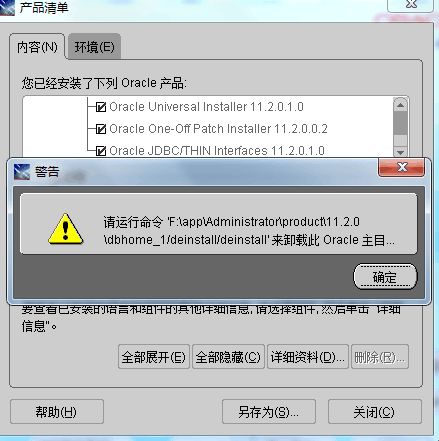 产品清单
内容(N)
环境(E)
您已经安装了下列 Oracle 产品:
Oracle Universal Installer 11.2.0.1.0
Oracle One-Off Patch Installer 11.2.0.0.2
Oracle JDBC/THIN Interfaces 11.2.0.1.0
警告
请运行命令 'F:\app\Administrator\product\11.2.0
\dbhome_1/deinstall/deinstall' 来卸载此 Oracle 主目...
确定
要查看已安装的语言和组件的其他详细信息, 请选择组件, 然后单击 "详细
信息"。
全部展开(E)
全部隐藏(C)
详细资料(D)...
删除(R)...
帮助(H)
另存为(S)...
关闭(C)